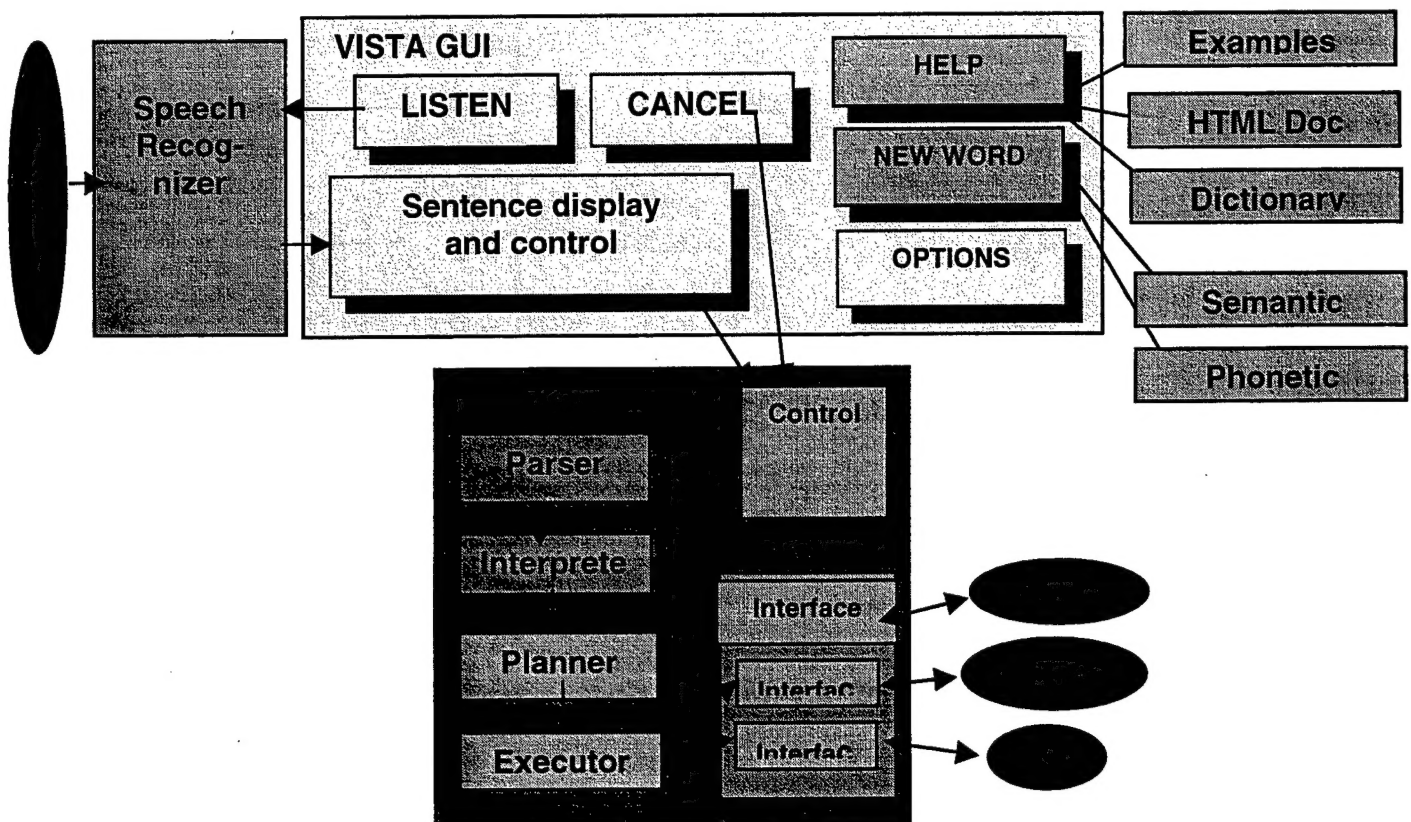 VISTA GUI
Speech
Recog-
nizer
LISTEN
CANCEL
Sentence display
and control
HELP
NEW WORD
OPTIONS
Examples
HTML Doc
Dictionary
Semantic
Phonetic
Control
Parser
Interprete
Planner
Executor
Interface
Interfac
Interfac